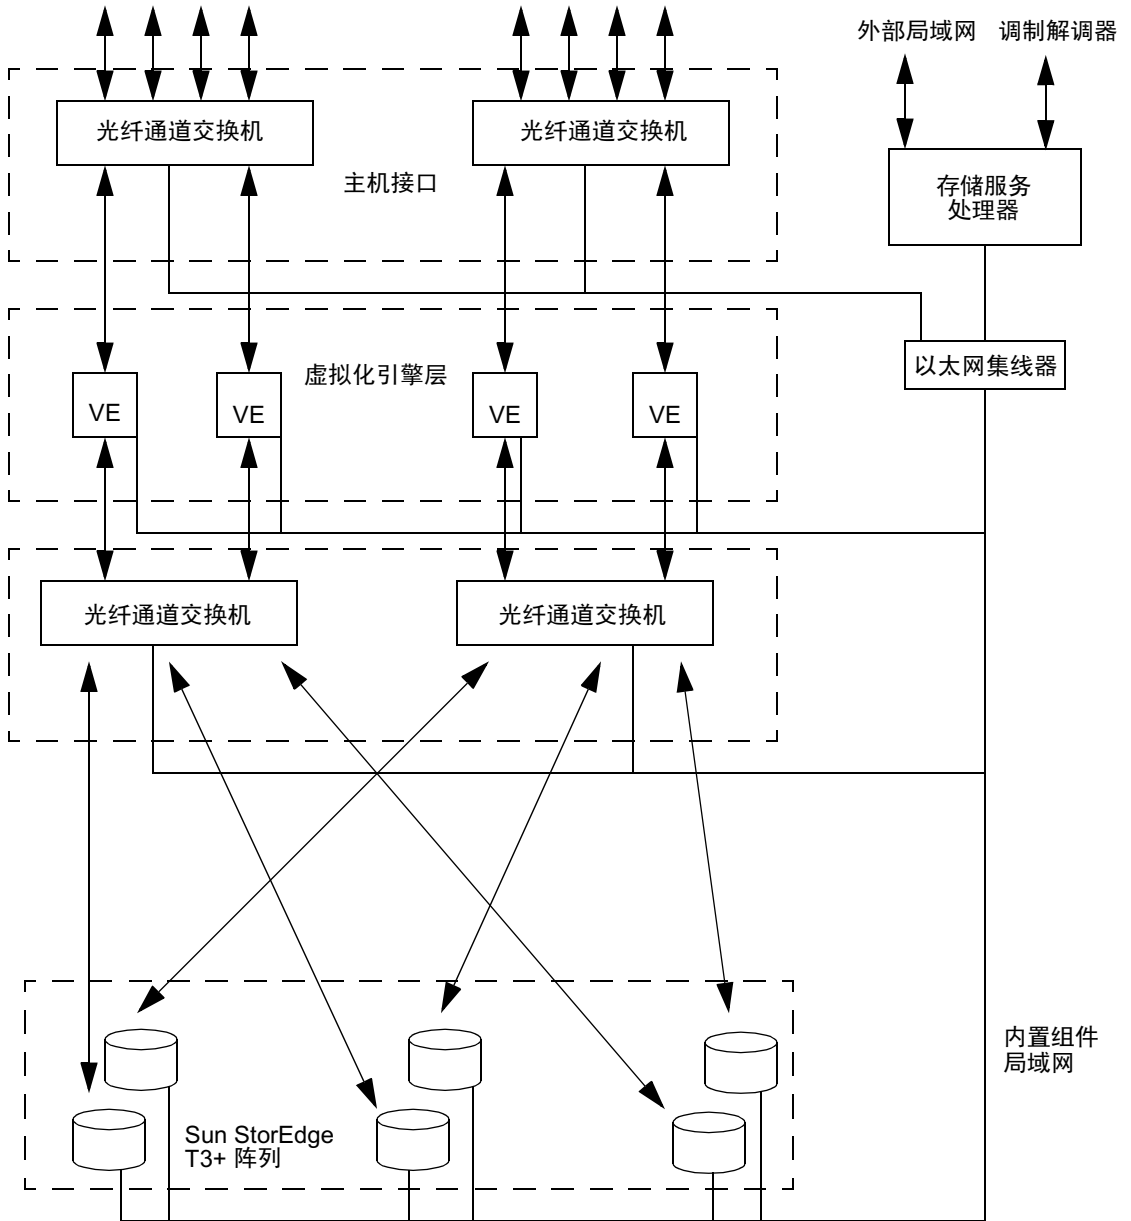 外部局域网 调制解调器
光纤通道交换机 光纤通道交换机
主机接口
存储服务
处理器
以太网集线器
虚拟化引擎层
VE VE VE VE
光纤通道交换机 光纤通道交换机
内置组件
局域网
Sun StorEdge
T3+ 阵列